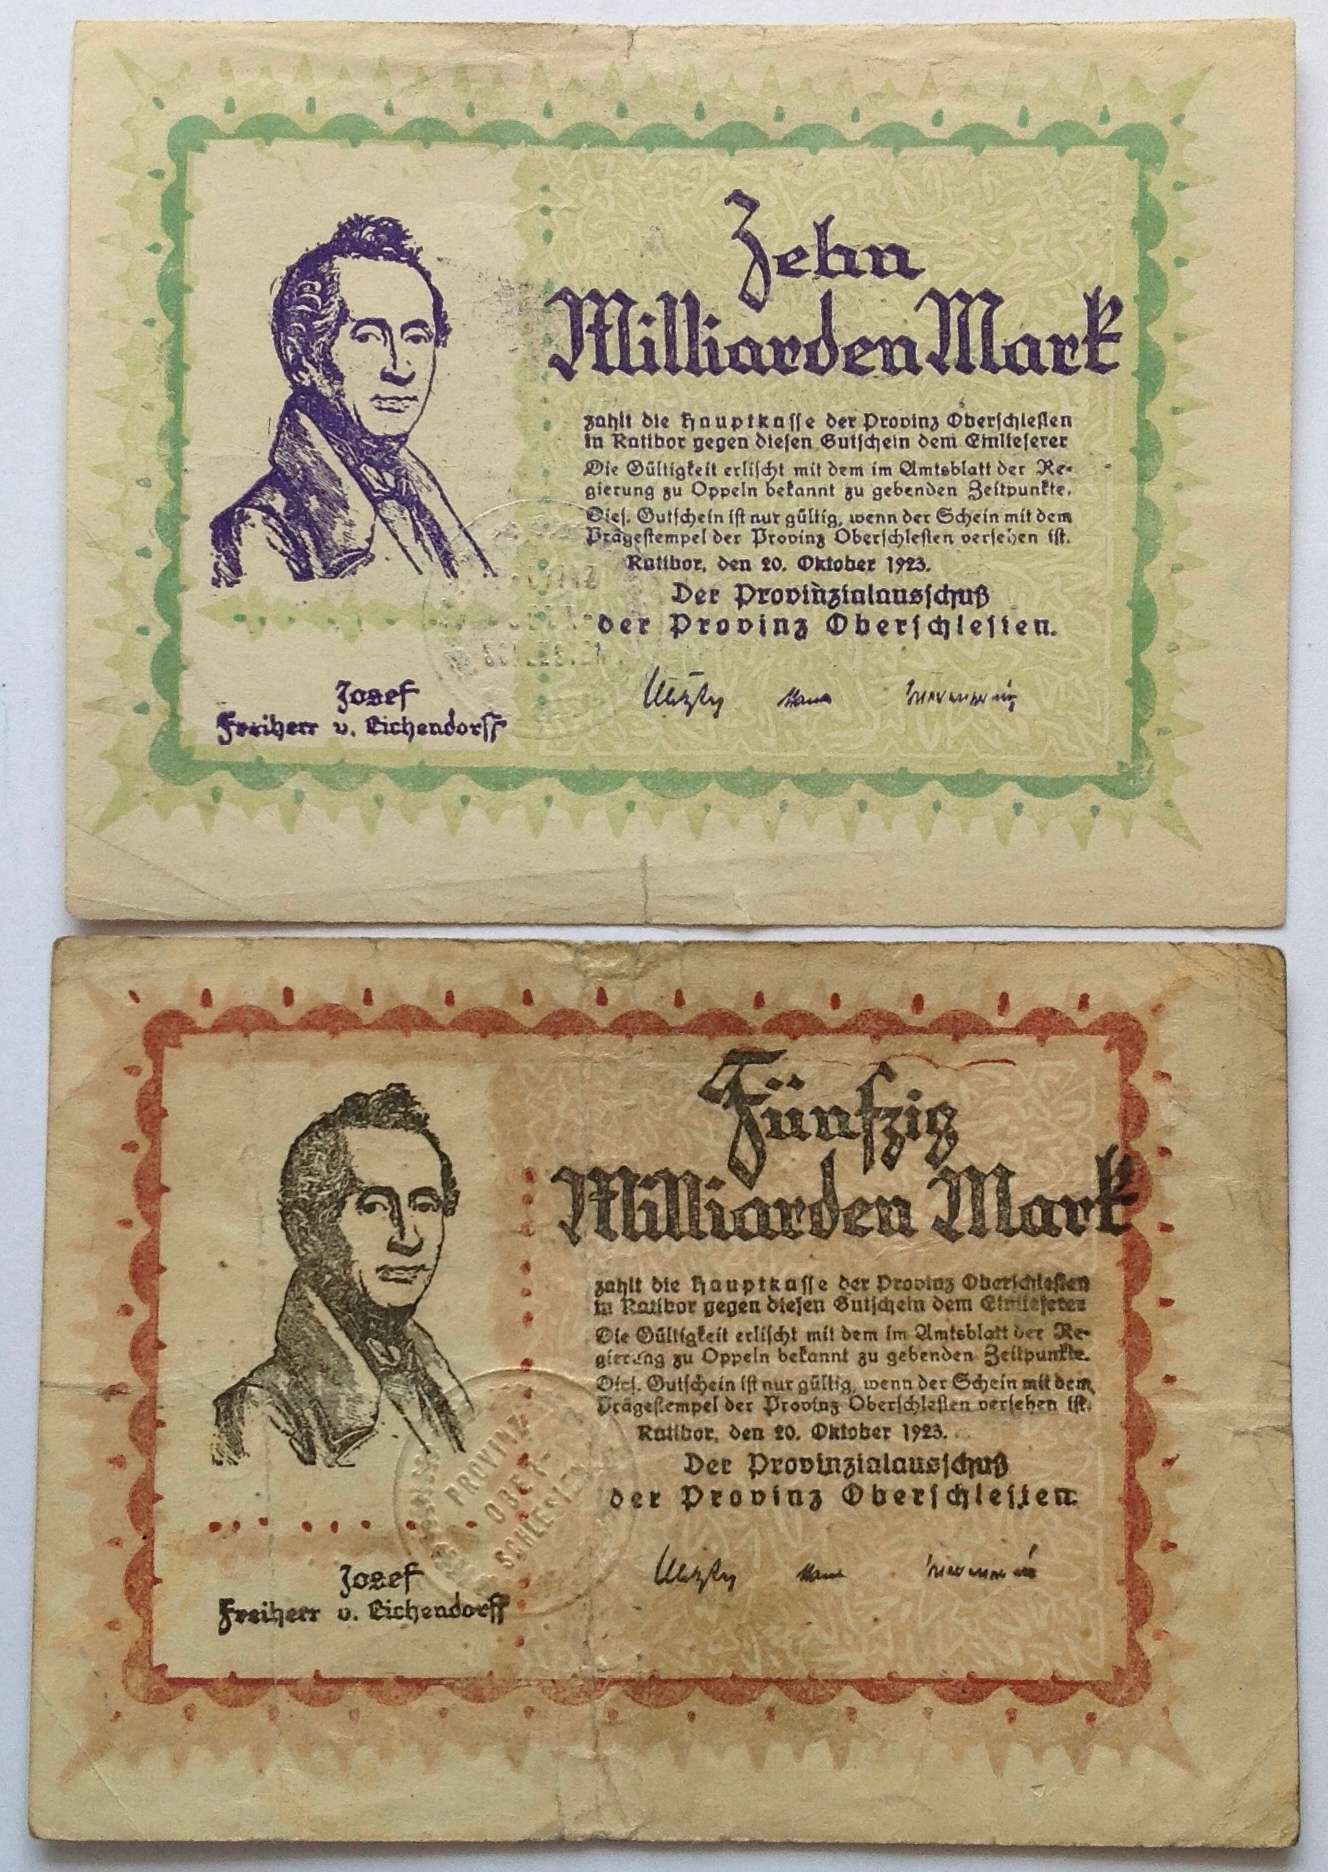 Zehn
Milliarden Mark
zahlt die Hauptkasse der Provinz Oberschlesien
in Ratibor gegen diesen Gutschein dem Einlieferer
Die Gültigkeit erlischt mit dem im Amtsblatt der Re-
gierung zu Oppeln bekannt zu gebenden Zeitpunkte.
Dies. Gutschein ist nur gültig, wenn der Schein mit dem
Prägestempel der Provinz Oberschlesien versehen ist.
Ratibor, den 20. Oktober 1923.
Der Provinzialausschuß
der Provinz Oberschlesien.
Josef
Freiherr v. Eichendorff
Fünfzig
Milliarden Mark
zahlt die Hauptkasse der Provinz Oberschlesien
in Ratibor gegen diesen Gutschein dem Einlieferer
Die Gültigkeit erlischt mit dem im Amtsblatt der Re-
gierung zu Oppeln bekannt zu gebenden Zeitpunkte.
Dies. Gutschein ist nur gültig, wenn der Schein mit dem
Prägestempel der Provinz Oberschlesien versehen ist.
Ratibor, den 20. Oktober 1923.
Der Provinzialausschuß
der Provinz Oberschlesien.
PROVINZ
OBER-
SCHLESIEN
Josef
Freiherr v. Eichendorff